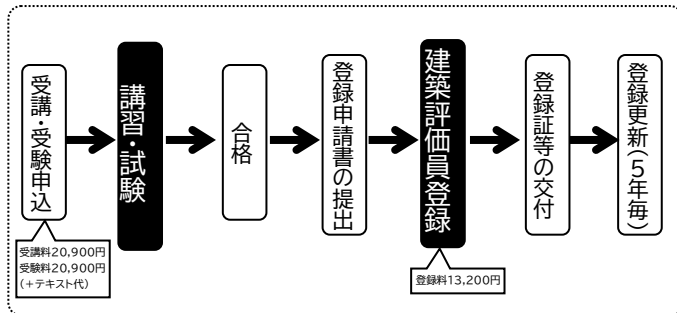 受講・受験申込
講習・試験
合格
登録申請書の提出
建築評価員登録
登録証等の交付
登録更新(5年毎)
受講料20,900円
受験料20,900円
(+テキスト代)
登録料13,200円